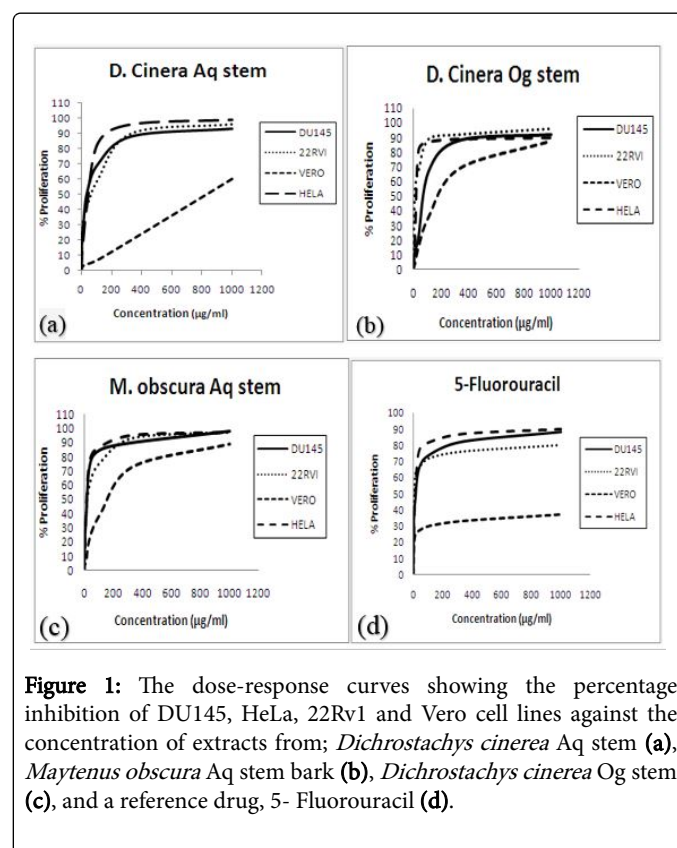 D. Cinera Aq stem
110
100
90
80
70
60
50
40
30
20
10
0
% Proliferation
0 200 400 600 800 1000 1200
Concentration (µg/ml)
DU145
22RVI
VERO
HELA
(a)
D. Cinera Og stem
110
100
90
80
70
60
50
40
30
20
10
0
% Proliferation
0 200 400 600 800 1000 1200
Concentration (µg/ml)
DU145
22RVI
VERO
HELA
(b)
M. obscura Aq stem
110
100
90
80
70
60
50
40
30
20
10
0
% Proliferation
0 200 400 600 800 1000 1200
Concentration (µg/ml)
DU145
22RVI
VERO
HELA
(c)
5-Fluorouracil
100
90
80
70
60
50
40
30
20
10
0
% Proliferation
0 200 400 600 800 1000 1200
Concentration (µg/ml)
DU145
22RVI
VERO
HELA
(d)
Figure 1: The dose-response curves showing the percentage
inhibition of DU145, HeLa, 22Rv1 and Vero cell lines against the
concentration of extracts from; Dichrostachys cinerea Aq stem (a),
Maytenus obscura Aq stem bark (b), Dichrostachys cinerea Og stem
(c), and a reference drug, 5- Fluorouracil (d).